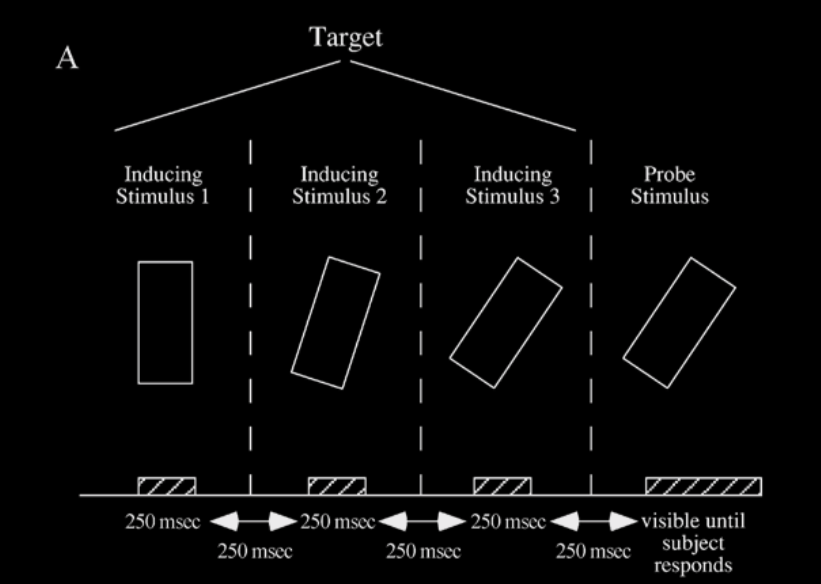 A
Target
Inducing
Stimulus 1
Inducing
Stimulus 2
Inducing
Stimulus 3
Probe
Stimulus
250 msec
250 msec
250 msec
visible until
subject
responds
250 msec
250 msec
250 msec